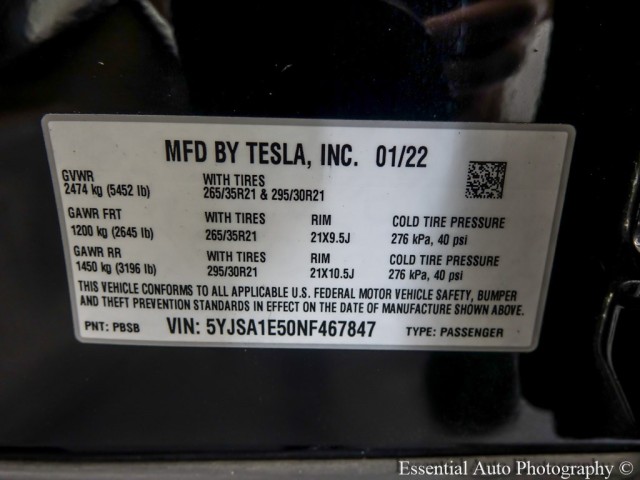 MFD BY TESLA, INC. 01/22
GVWR
2474 kg (5452 lb)
WITH TIRES
265/35R21 & 295/30R21
GAWR FRT
1200 kg (2645 lb)
WITH TIRES
265/35R21
RIM
21X9.5J
COLD TIRE PRESSURE
276 kPa, 40 psi
GAWR RR
1450 kg (3196 lb)
WITH TIRES
295/30R21
RIM
21X10.5J
COLD TIRE PRESSURE
276 kPa, 40 psi
THIS VEHICLE CONFORMS TO ALL APPLICABLE U.S. FEDERAL MOTOR VEHICLE SAFETY, BUMPER
AND THEFT PREVENTION STANDARDS IN EFFECT ON THE DATE OF MANUFACTURE SHOWN ABOVE.
PNT: PBSB VIN: 5YJSA1E50NF467847 TYPE: PASSENGER
Essential Auto Photography ©